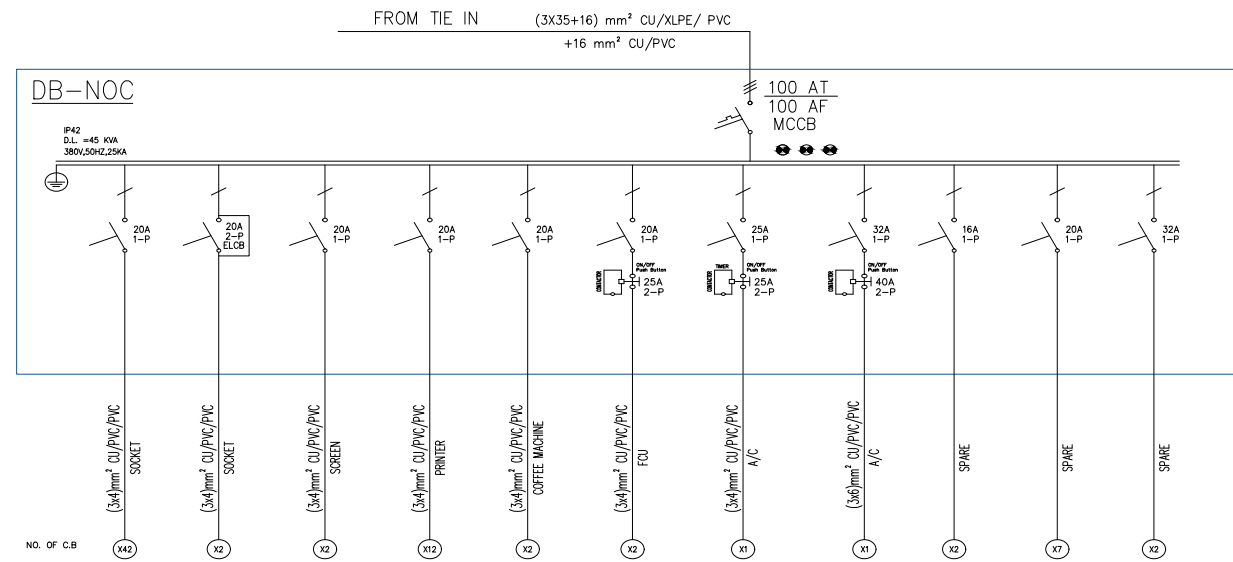 FROM TIE IN (3X35+16) mm² CU/XLPE/ PVC
+16 mm² CU/PVC
DB-NOC
100 AT
100 AF
MCCB
IP42
D.L. =45 KVA
380V,50HZ,25KA
20A
1-P
20A
2-P
ELCB
20A
1-P
20A
1-P
20A
1-P
20A
1-P
25A
1-P
32A
1-P
16A
1-P
20A
1-P
32A
1-P
CONTACTOR
ON/OFF
Push Button
25A
2-P
CONTACTOR
TIMER
ON/OFF
Push Button
25A
2-P
CONTACTOR
ON/OFF
Push Button
40A
2-P
(3x4)mm² CU/PVC/PVC
SOCKET
(3x4)mm² CU/PVC/PVC
SOCKET
(3x4)mm² CU/PVC/PVC
SCREEN
(3x4)mm² CU/PVC/PVC
PRINTER
(3x4)mm² CU/PVC/PVC
COFFEE MACHINE
(3x4)mm² CU/PVC/PVC
FCU
(3x4)mm² CU/PVC/PVC
A/C
(3x6)mm² CU/PVC/PVC
A/C
SPARE
SPARE
SPARE
NO. OF C.B X42 X2 X2 X12 X2 X2 X1 X1 X2 X7 X2